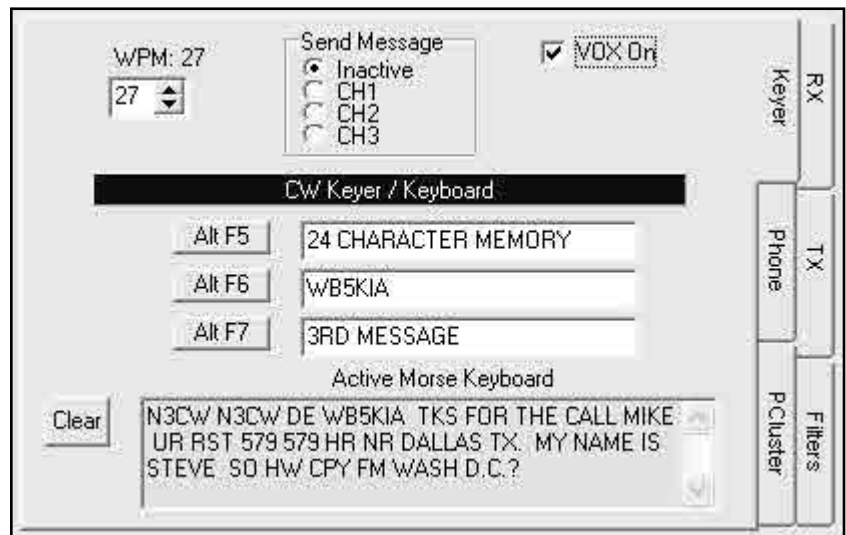 WPM: 27
27
Send Message
Inactive
CH1
CH2
CH3
VOX On
CW Keyer / Keyboard
Alt F5
24 CHARACTER MEMORY
Alt F6
WB5KIA
Alt F7
3RD MESSAGE
Active Morse Keyboard
Clear
N3CW N3CW DE WB5KIA  TKS FOR THE CALL MIKE
UR RST 579 579 HR NR DALLAS TX.  MY NAME IS
STEVE  SO HW CPY FM WASH D.C.?
Keyer
Phone
PCluster
RX
TX
Filters